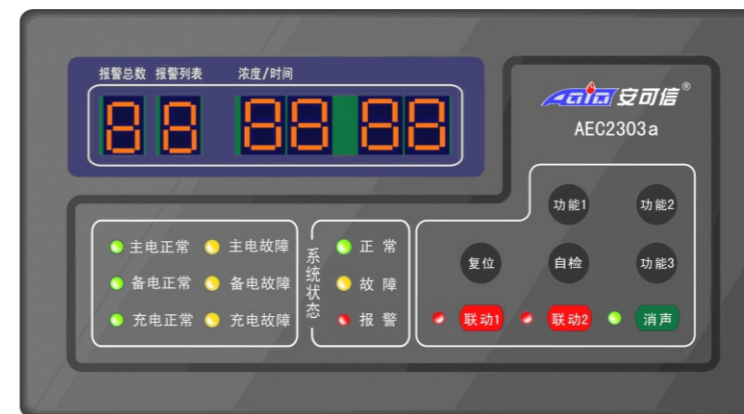 报警总数 报警列表 浓度/时间
88 88 88
安可信®
AEC2303a
功能1 功能2
主电正常 主电故障
系统状态
正常
复位 自检 功能3
备电正常 备电故障
故障
充电正常 充电故障
报警
联动1 联动2 消声